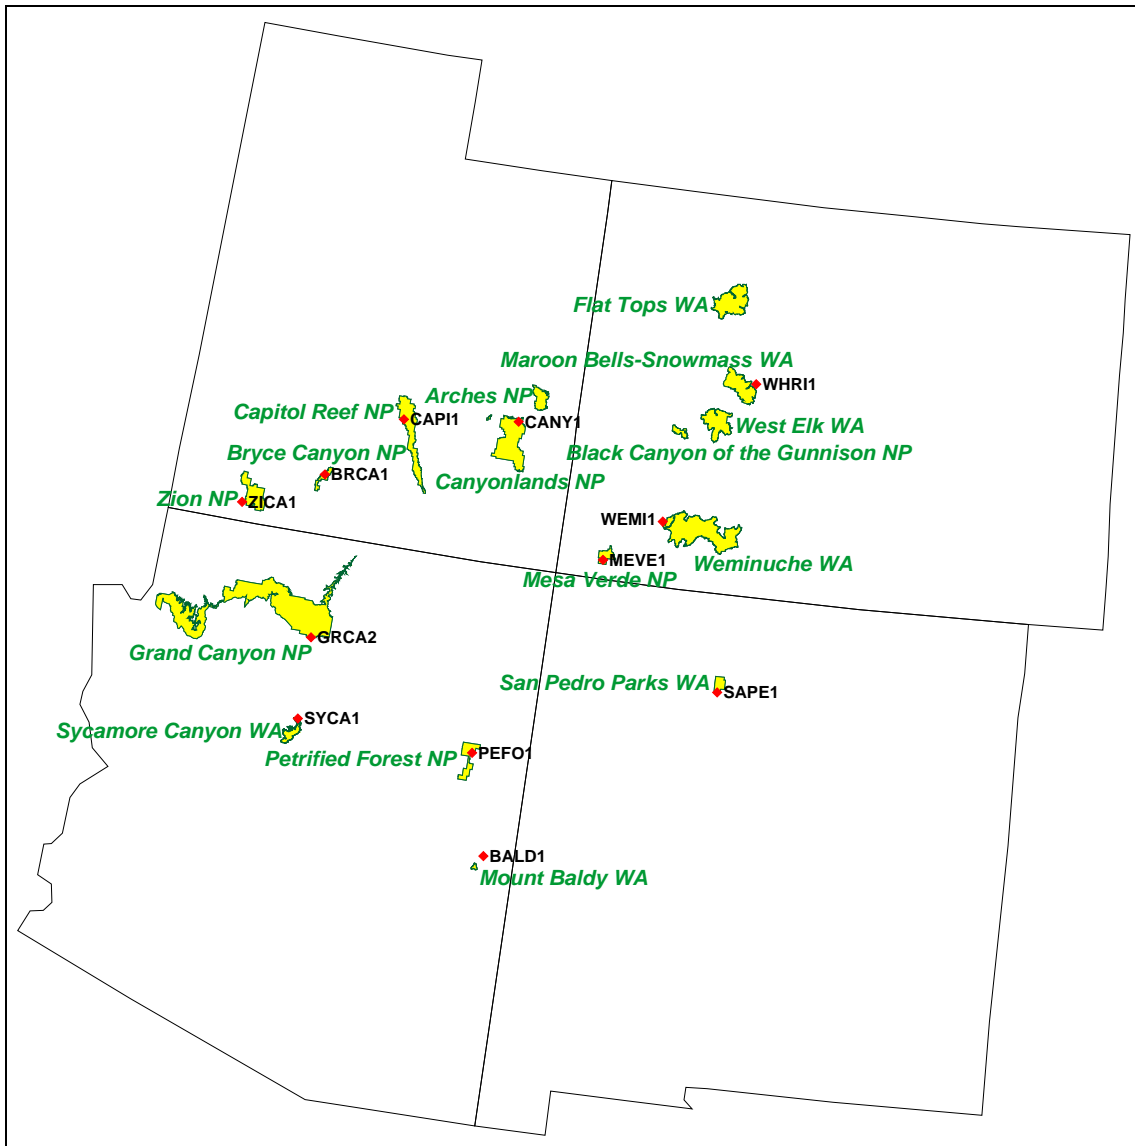 Flat Tops WA
Maroon Bells-Snowmass WA
WHRI1
Arches NP
Capitol Reef NP
CAPI1
CANY1
West Elk WA
Bryce Canyon NP
Black Canyon of the Gunnison NP
BRCA1
Canyonlands NP
Zion NP
ZICA1
WEMI1
MEVE1
Weminuche WA
Mesa Verde NP
GRCA2
Grand Canyon NP
San Pedro Parks WA
SAPE1
SYCA1
Sycamore Canyon WA
Petrified Forest NP
PEFO1
BALD1
Mount Baldy WA